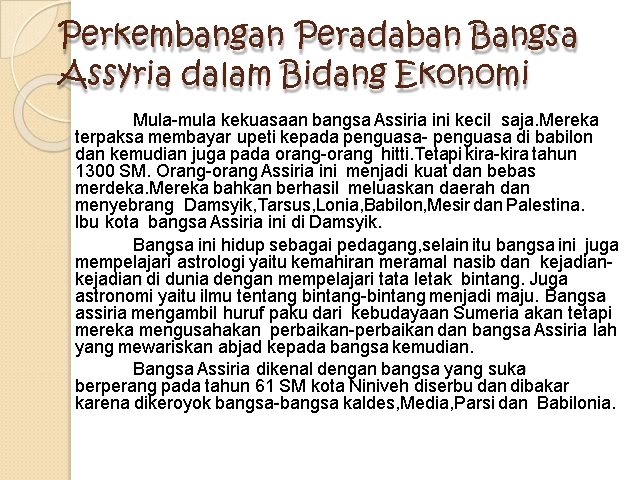 Perkembangan Peradaban Bangsa
Assyria dalam Bidang Ekonomi
Mula-mula kekuasaan bangsa Assiria ini kecil saja.Mereka
terpaksa membayar upeti kepada penguasa- penguasa di babilon
dan kemudian juga pada orang-orang hitti.Tetapi kira-kira tahun
1300 SM. Orang-orang Assiria ini menjadi kuat dan bebas
merdeka.Mereka bahkan berhasil meluaskan daerah dan
menyebrang Damsyik,Tarsus,Lonia,Babilon,Mesir dan Palestina.
Ibu kota bangsa Assiria ini di Damsyik.
Bangsa ini hidup sebagai pedagang,selain itu bangsa ini juga
mempelajari astrologi yaitu kemahiran meramal nasib dan kejadian-
kejadian di dunia dengan mempelajari tata letak bintang. Juga
astronomi yaitu ilmu tentang bintang-bintang menjadi maju. Bangsa
assiria mengambil huruf paku dari kebudayaan Sumeria akan tetapi
mereka mengusahakan perbaikan-perbaikan dan bangsa Assiria lah
yang mewariskan abjad kepada bangsa kemudian.
Bangsa Assiria dikenal dengan bangsa yang suka
berperang pada tahun 61 SM kota Niniveh diserbu dan dibakar
karena dikeroyok bangsa-bangsa kaldes,Media,Parsi dan Babilonia.